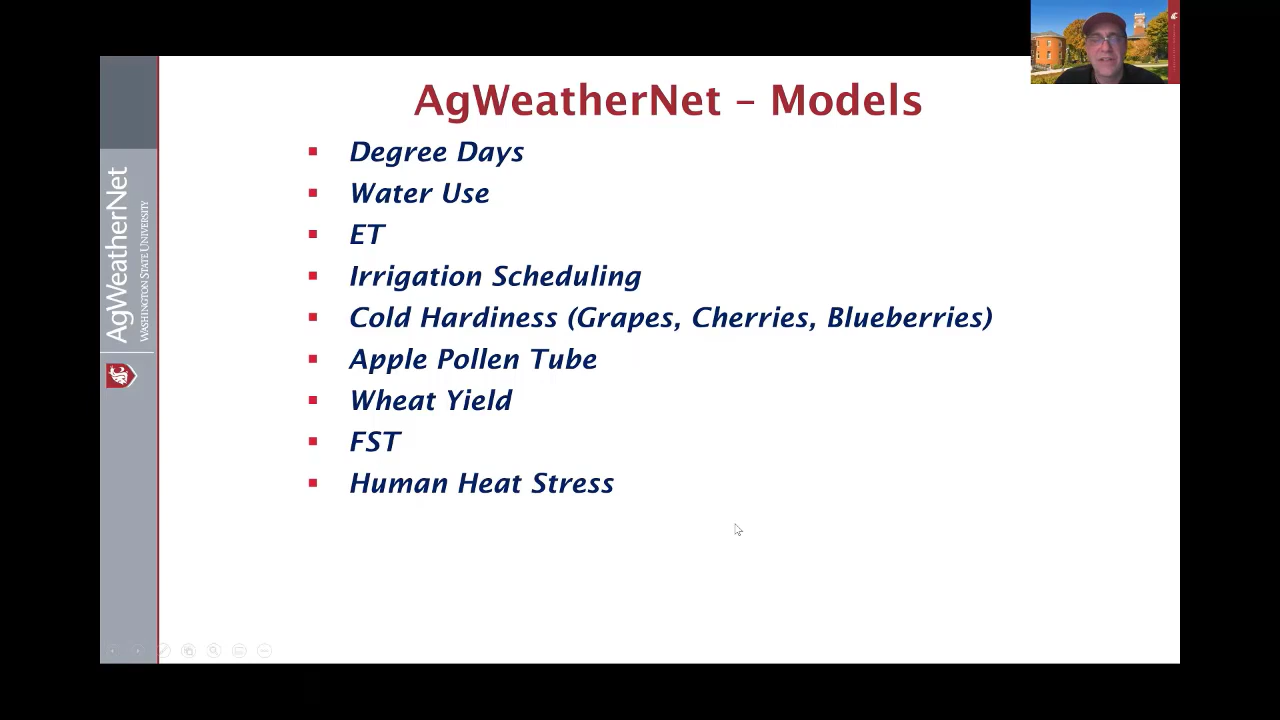 AgWeatherNet – Models
Degree Days
Water Use
ET
Irrigation Scheduling
Cold Hardiness (Grapes, Cherries, Blueberries)
Apple Pollen Tube
Wheat Yield
FST
Human Heat Stress
AgWeatherNet
WASHINGTON STATE UNIVERSITY